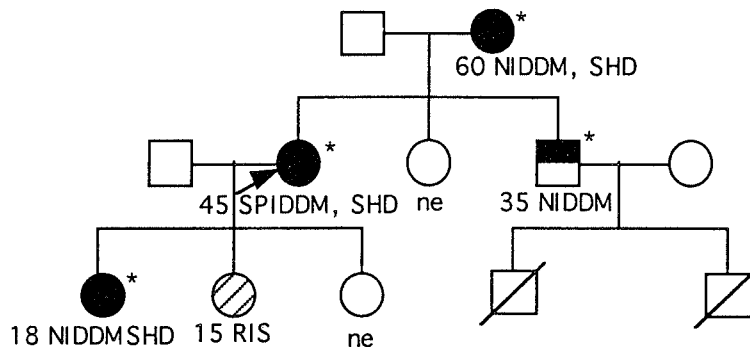 *
60 NIDDM, SHD
* *
45 SPIDDM, SHD ne 35 NIDDM
*
18 NIDDMSHD 15 RIS ne